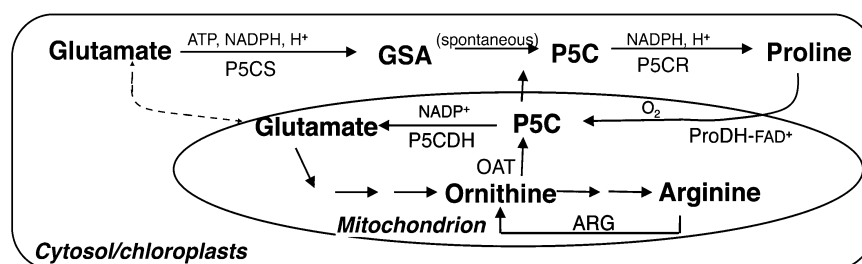 Glutamate ATP, NADPH, H⁺ GSA (spontaneous) P5C NADPH, H⁺ Proline
P5CS P5CR
Glutamate NADP⁺ P5C O₂
P5CDH ProDH-FAD⁺
OAT
Ornithine Arginine
Mitochondrion ARG
Cytosol/chloroplasts